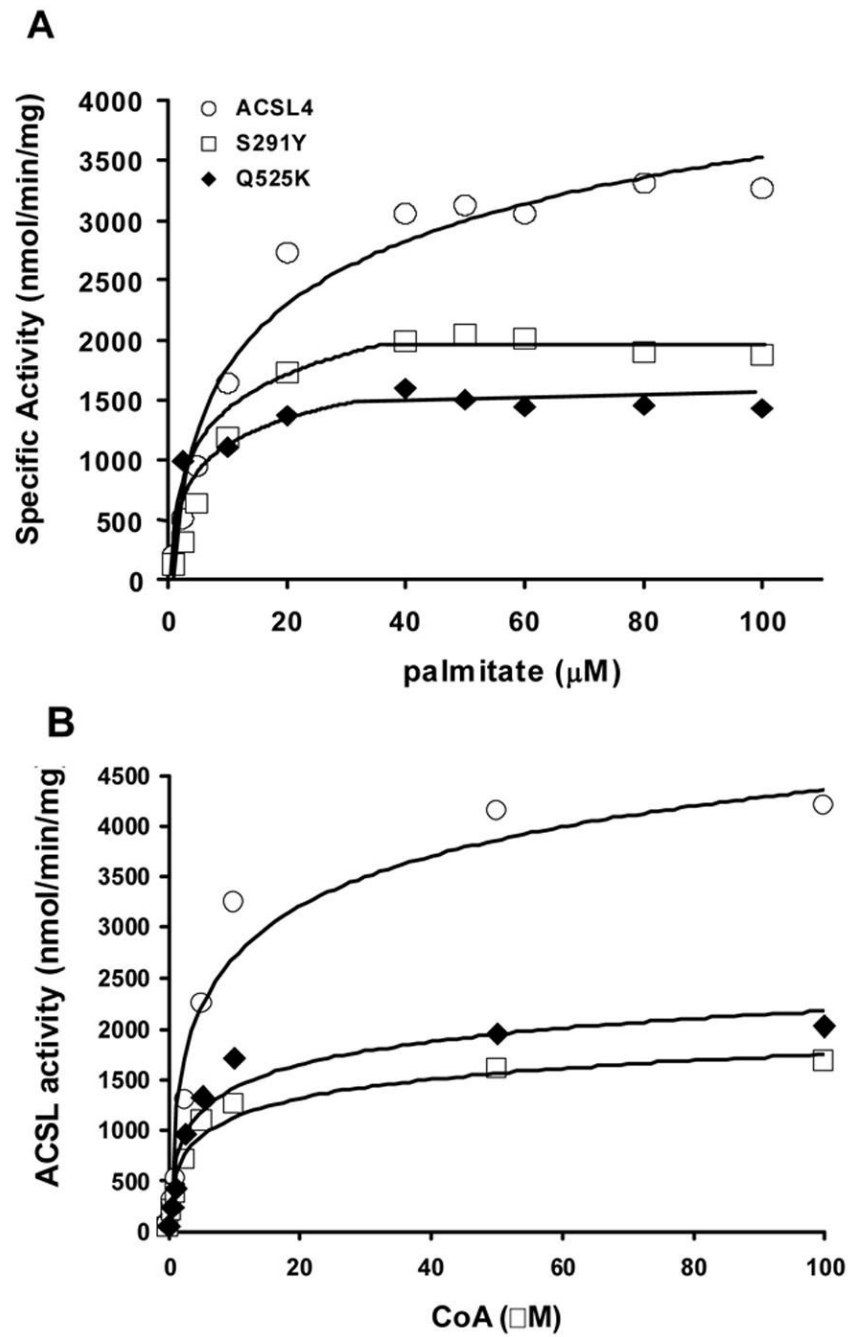 A
Specific Activity (nmol/min/mg)
4000
3500
3000
2500
2000
1500
1000
500
0
ACSL4
S291Y
Q525K
0 20 40 60 80 100
palmitate (μM)
B
ACSL activity (nmol/min/mg
4500
4000
3500
3000
2500
2000
1500
1000
500
0
0 20 40 60 80 100
CoA (□M)